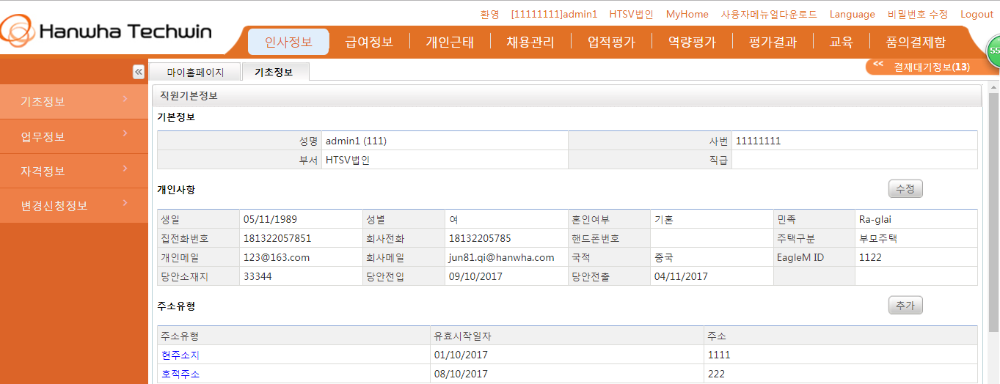 환영 [11111111]admin1 HTSV법인 MyHome 사용자메뉴얼다운로드 Language 비밀번호 수정 Logout
Hanwha Techwin
인사정보 급여정보 개인근태 채용관리 업적평가 역량평가 평가결과 교육 품의결제함
55
« 마이홈페이지 기초정보 << 결재대기정보(13)
기초정보
업무정보
자격정보
변경신청정보
직원기본정보
기본정보
성명 admin1 (111) 사번 11111111
부서 HTSV법인 직급
개인사항 수정
생일 05/11/1989 성별 여 혼인여부 기혼 민족 Ra-glai
집전화번호 181322057851 회사전화 18132205785 핸드폰번호 주택구분 부모주택
개인메일 123@163.com 회사메일 jun81.qi@hanwha.com 국적 중국 EagleM ID 1122
당안소재지 33344 당안전입 09/10/2017 당안전출 04/11/2017
주소유형 추가
주소유형 유효시작일자 주소
현주소지 01/10/2017 1111
호적주소 08/10/2017 222